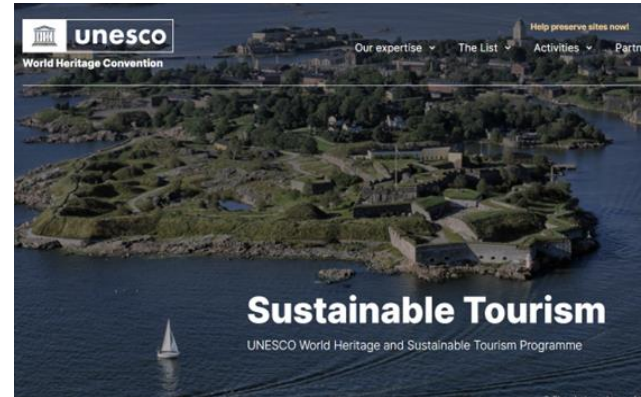 unesco
Help preserve sites now!
Our expertise The List Activities Partn
World Heritage Convention
Sustainable Tourism
UNESCO World Heritage and Sustainable Tourism Programme